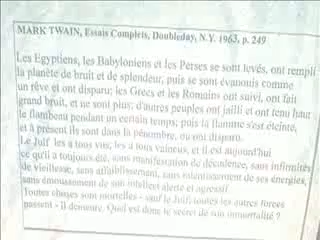 MARK TWAIN, Essais Complets, Doubleday, N.Y. 1963, p. 249
Les Egyptiens, les Babyloniens et les Perses se sont levés, ont rempli
la planète de bruit et de splendeur, puis se sont évanouis comme
un rêve et ont disparu; les Grecs et les Romains ont suivi, ont fait
grand bruit, et ne sont plus; d'autres peuples ont jailli et ont tenu haut
le flambeau pendant un certain temps; puis la flamme s'est éteinte,
et à présent ils sont dans la pénombre, ou ont disparu.
Le Juif les a tous vus, les a tous vaincus, et il est aujourd'hui
ce qu'il a toujours été, sans manifestation de décadence, sans infirmités
de vieillesse, sans affaiblissement, sans ralentissement de ses énergies,
sans émoussement de son intellect alerte et agressif.
Toutes choses sont mortelles - sauf le Juif; toutes les autres forces
passent - Il demeure. Quel est donc le secret de son immortalité ?